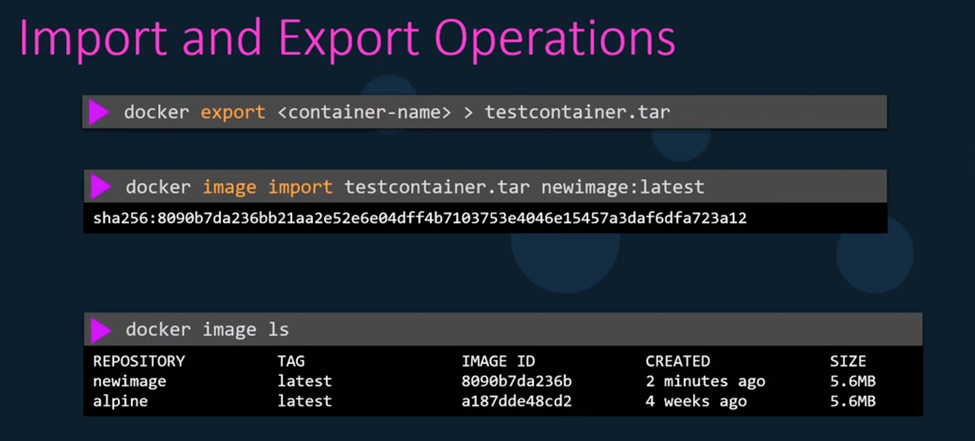 Import and Export Operations
docker export <container-name> > testcontainer.tar
docker image import testcontainer.tar newimage:latest
sha256:8090b7da236bb21aa2e52e6e04dff4b7103753e4046e15457a3daf6dfa723a12
docker image ls
REPOSITORY TAG IMAGE ID CREATED SIZE
newimage latest 8090b7da236b 2 minutes ago 5.6MB
alpine latest a187dde48cd2 4 weeks ago 5.6MB